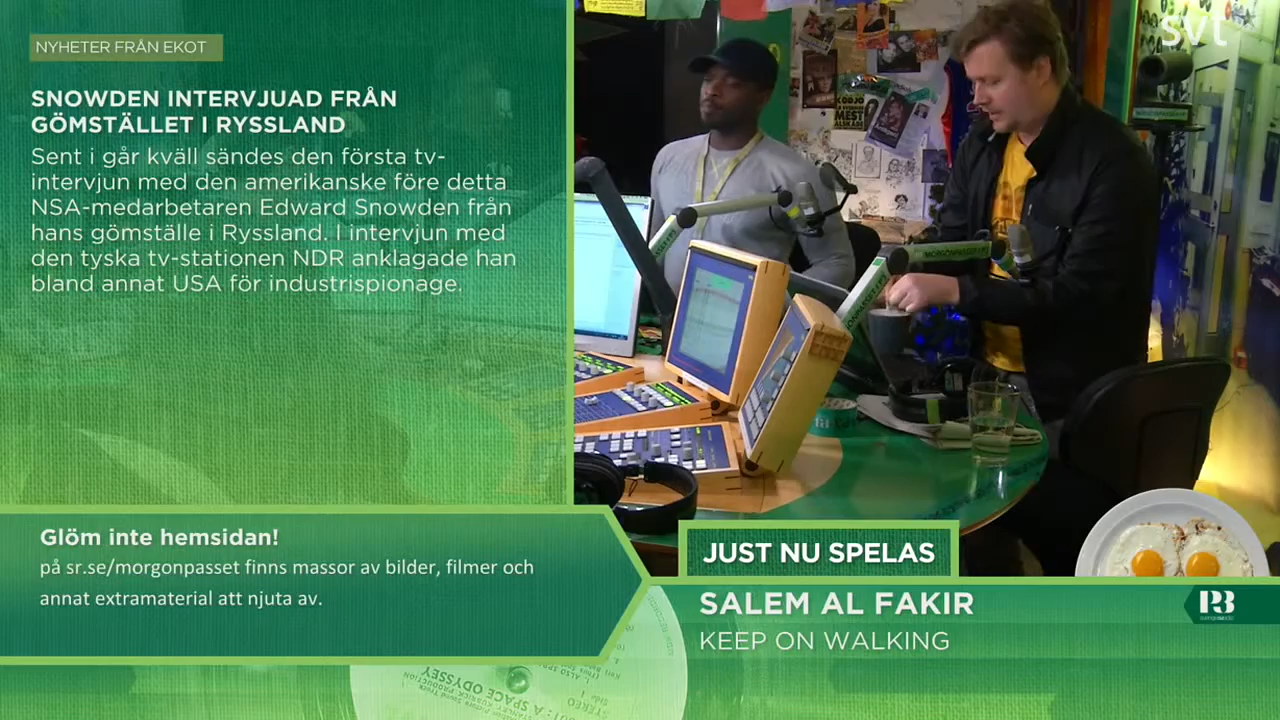 NYHETER FRÅN EKOT
SNOWDEN INTERVJUAD FRÅN
GÖMSTÄLLET I RYSSLAND
Sent i går kväll sändes den första tv-
intervjun med den amerikanske före detta
NSA-medarbetaren Edward Snowden från
hans gömställe i Ryssland. I intervjun med
den tyska tv-stationen NDR anklagade han
bland annat USA för industrispionage.
svt
Glöm inte hemsidan!
på sr.se/morgonpasset finns massor av bilder, filmer och
annat extramaterial att njuta av.
JUST NU SPELAS
SALEM AL FAKIR
KEEP ON WALKING
P3
A SPACE ODYSSEY
STEREO